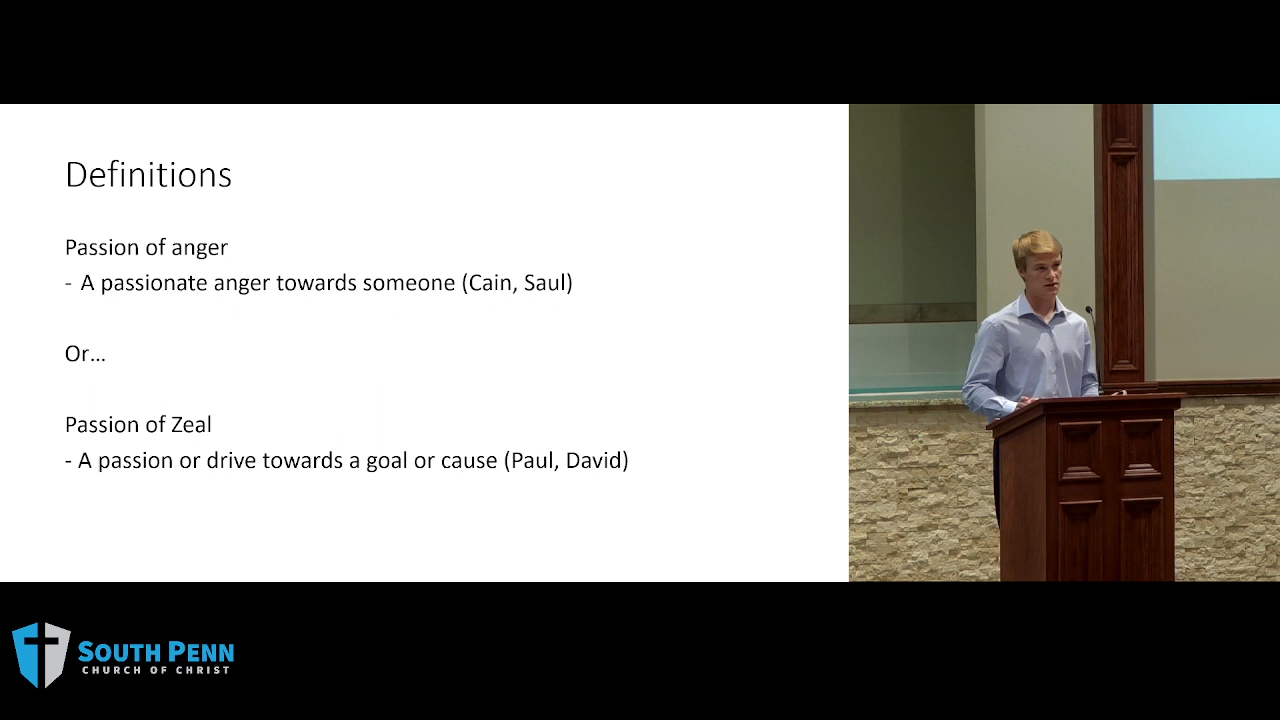 Definitions
Passion of anger
- A passionate anger towards someone (Cain, Saul)
Or...
Passion of Zeal
- A passion or drive towards a goal or cause (Paul, David)
SOUTH PENN
CHURCH OF CHRIST